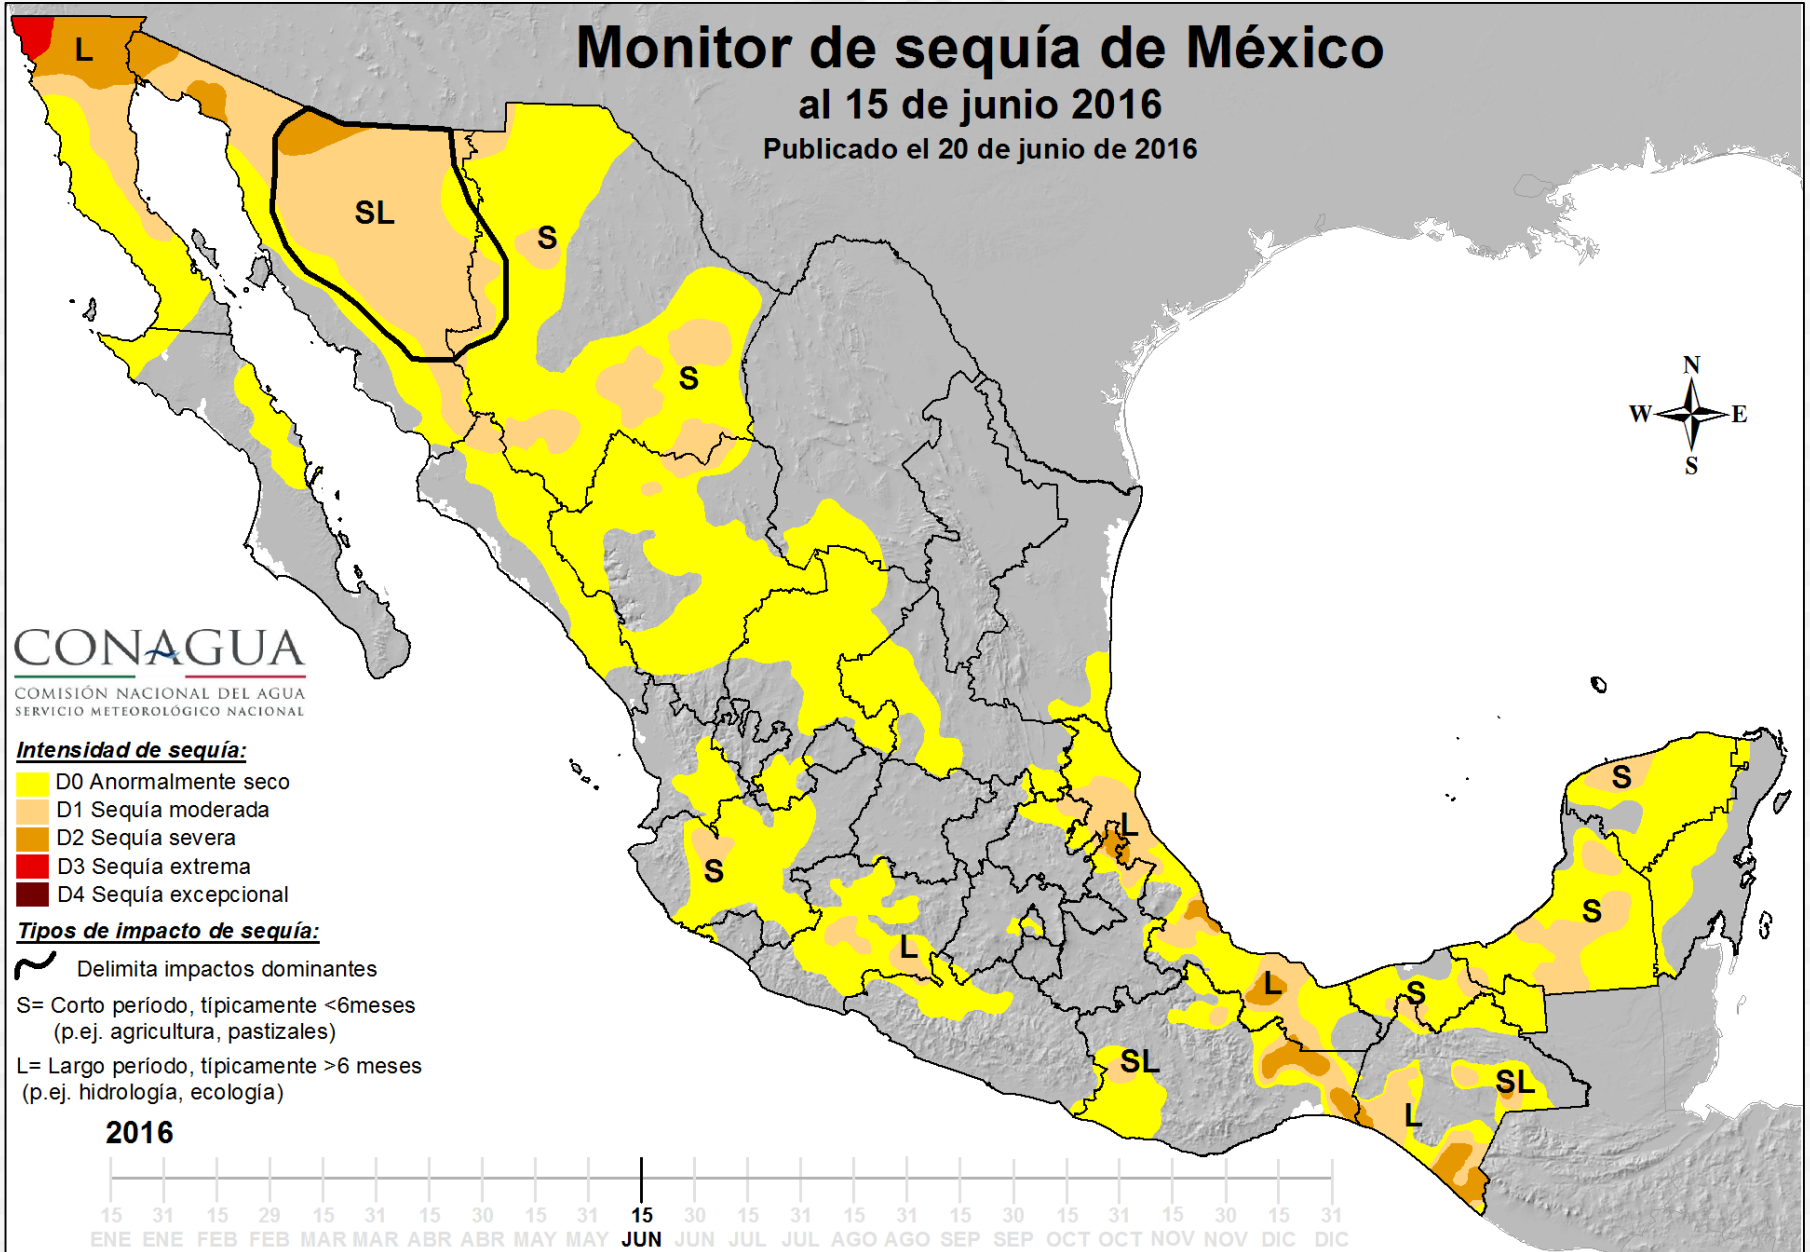 Monitor de sequía de México
al 15 de junio 2016
Publicado el 20 de junio de 2016
L
SL
S
S
N
W E
S
CONAGUA
COMISIÓN NACIONAL DEL AGUA
SERVICIO METEOROLÓGICO NACIONAL
Intensidad de sequía:
D0 Anormalmente seco
D1 Sequía moderada
D2 Sequía severa
D3 Sequía extrema
D4 Sequía excepcional
Tipos de impacto de sequía:
Delimita impactos dominantes
S= Corto período, típicamente <6meses
(p.ej. agricultura, pastizales)
L= Largo período, típicamente >6 meses
(p.ej. hidrología, ecología)
S
L
S
S
L
L
S
SL
SL
L
2016
15 31 15 29 15 31 15 30 15 31 15 30 15 31 15 31 15 30 15 31 15 30 15 31
ENE ENE FEB FEB MAR MAR ABR ABR MAY MAY JUN JUN JUL JUL AGO AGO SEP SEP OCT OCT NOV NOV DIC DIC